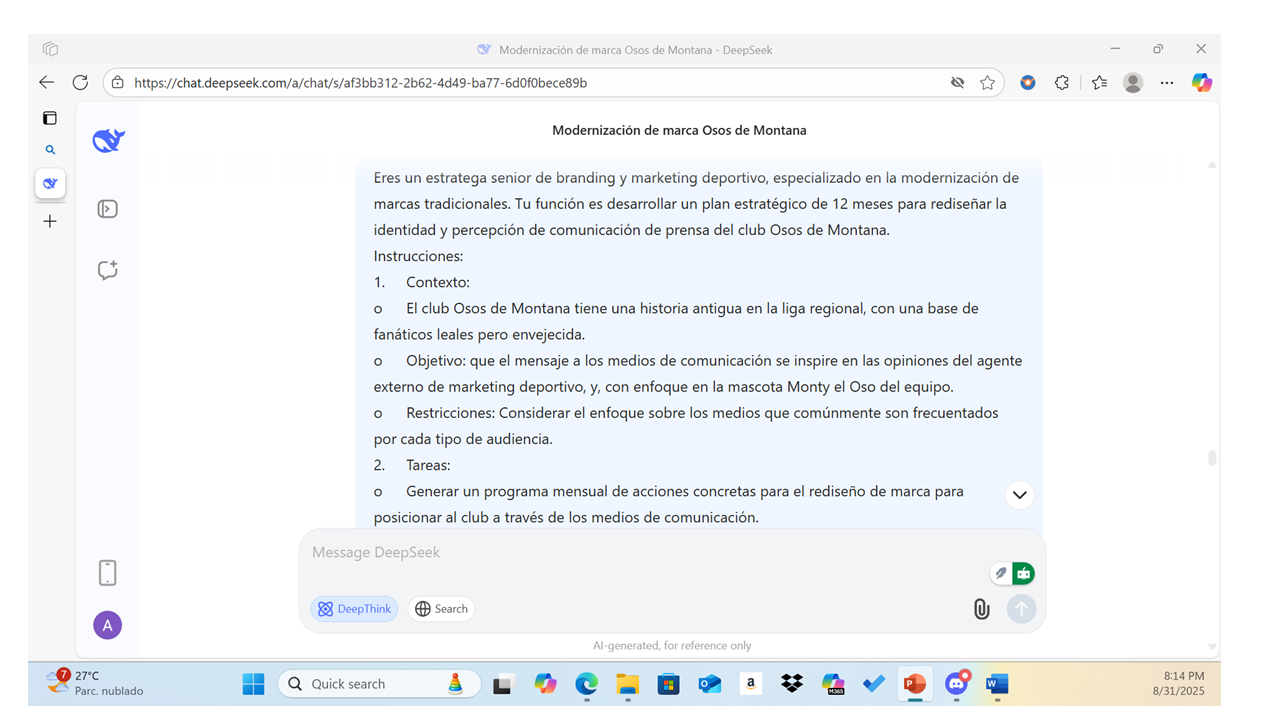 Modernización de marca Osos de Montana - DeepSeek
https://chat.deepseek.com/a/chat/s/af3bb312-2b62-4d49-ba77-6d0f0bece89b
Modernización de marca Osos de Montana
Eres un estratega senior de branding y marketing deportivo, especializado en la modernización de
marcas tradicionales. Tu función es desarrollar un plan estratégico de 12 meses para rediseñar la
identidad y percepción de comunicación de prensa del club Osos de Montana.
Instrucciones:
1. Contexto:
o El club Osos de Montana tiene una historia antigua en la liga regional, con una base de
fanáticos leales pero envejecida.
o Objetivo: que el mensaje a los medios de comunicación se inspire en las opiniones del agente
externo de marketing deportivo, y, con enfoque en la mascota Monty el Oso del equipo.
o Restricciones: Considerar el enfoque sobre los medios que comúnmente son frecuentados
por cada tipo de audiencia.
2. Tareas:
o Generar un programa mensual de acciones concretas para el rediseño de marca para
posicionar al club a través de los medios de comunicación.
Message DeepSeek
DeepThink
Search
A
AI-generated, for reference only
7
27°C
Parc. nublado
Quick search
a
M365
P
W
8:14 PM
8/31/2025